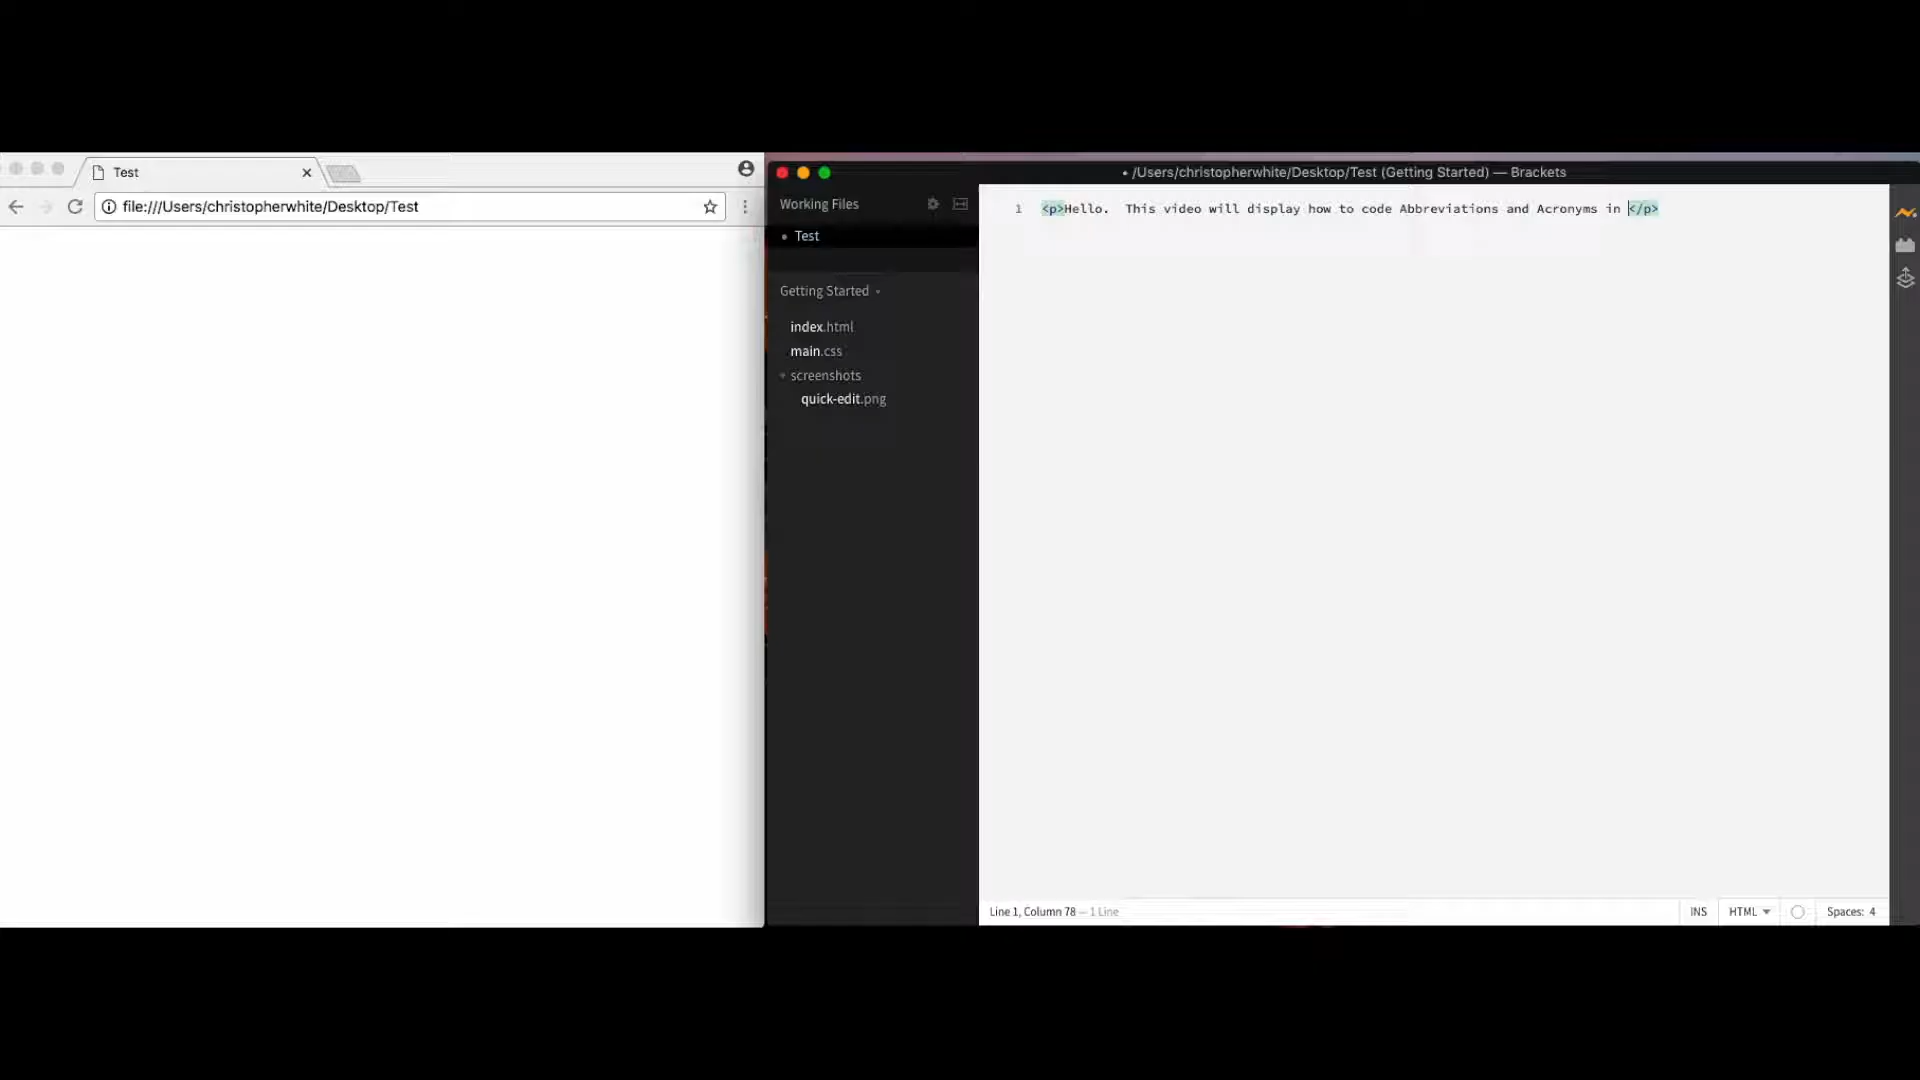 Test
file:///Users/christopherwhite/Desktop/Test
• /Users/christopherwhite/Desktop/Test (Getting Started) — Brackets
Working Files
Test
Getting Started
index.html
main.css
screenshots
quick-edit.png
1 <p>Hello.  This video will display how to code Abbreviations and Acronyms in </p>
Line 1, Column 78 — 1 Line
INS
HTML
Spaces: 4